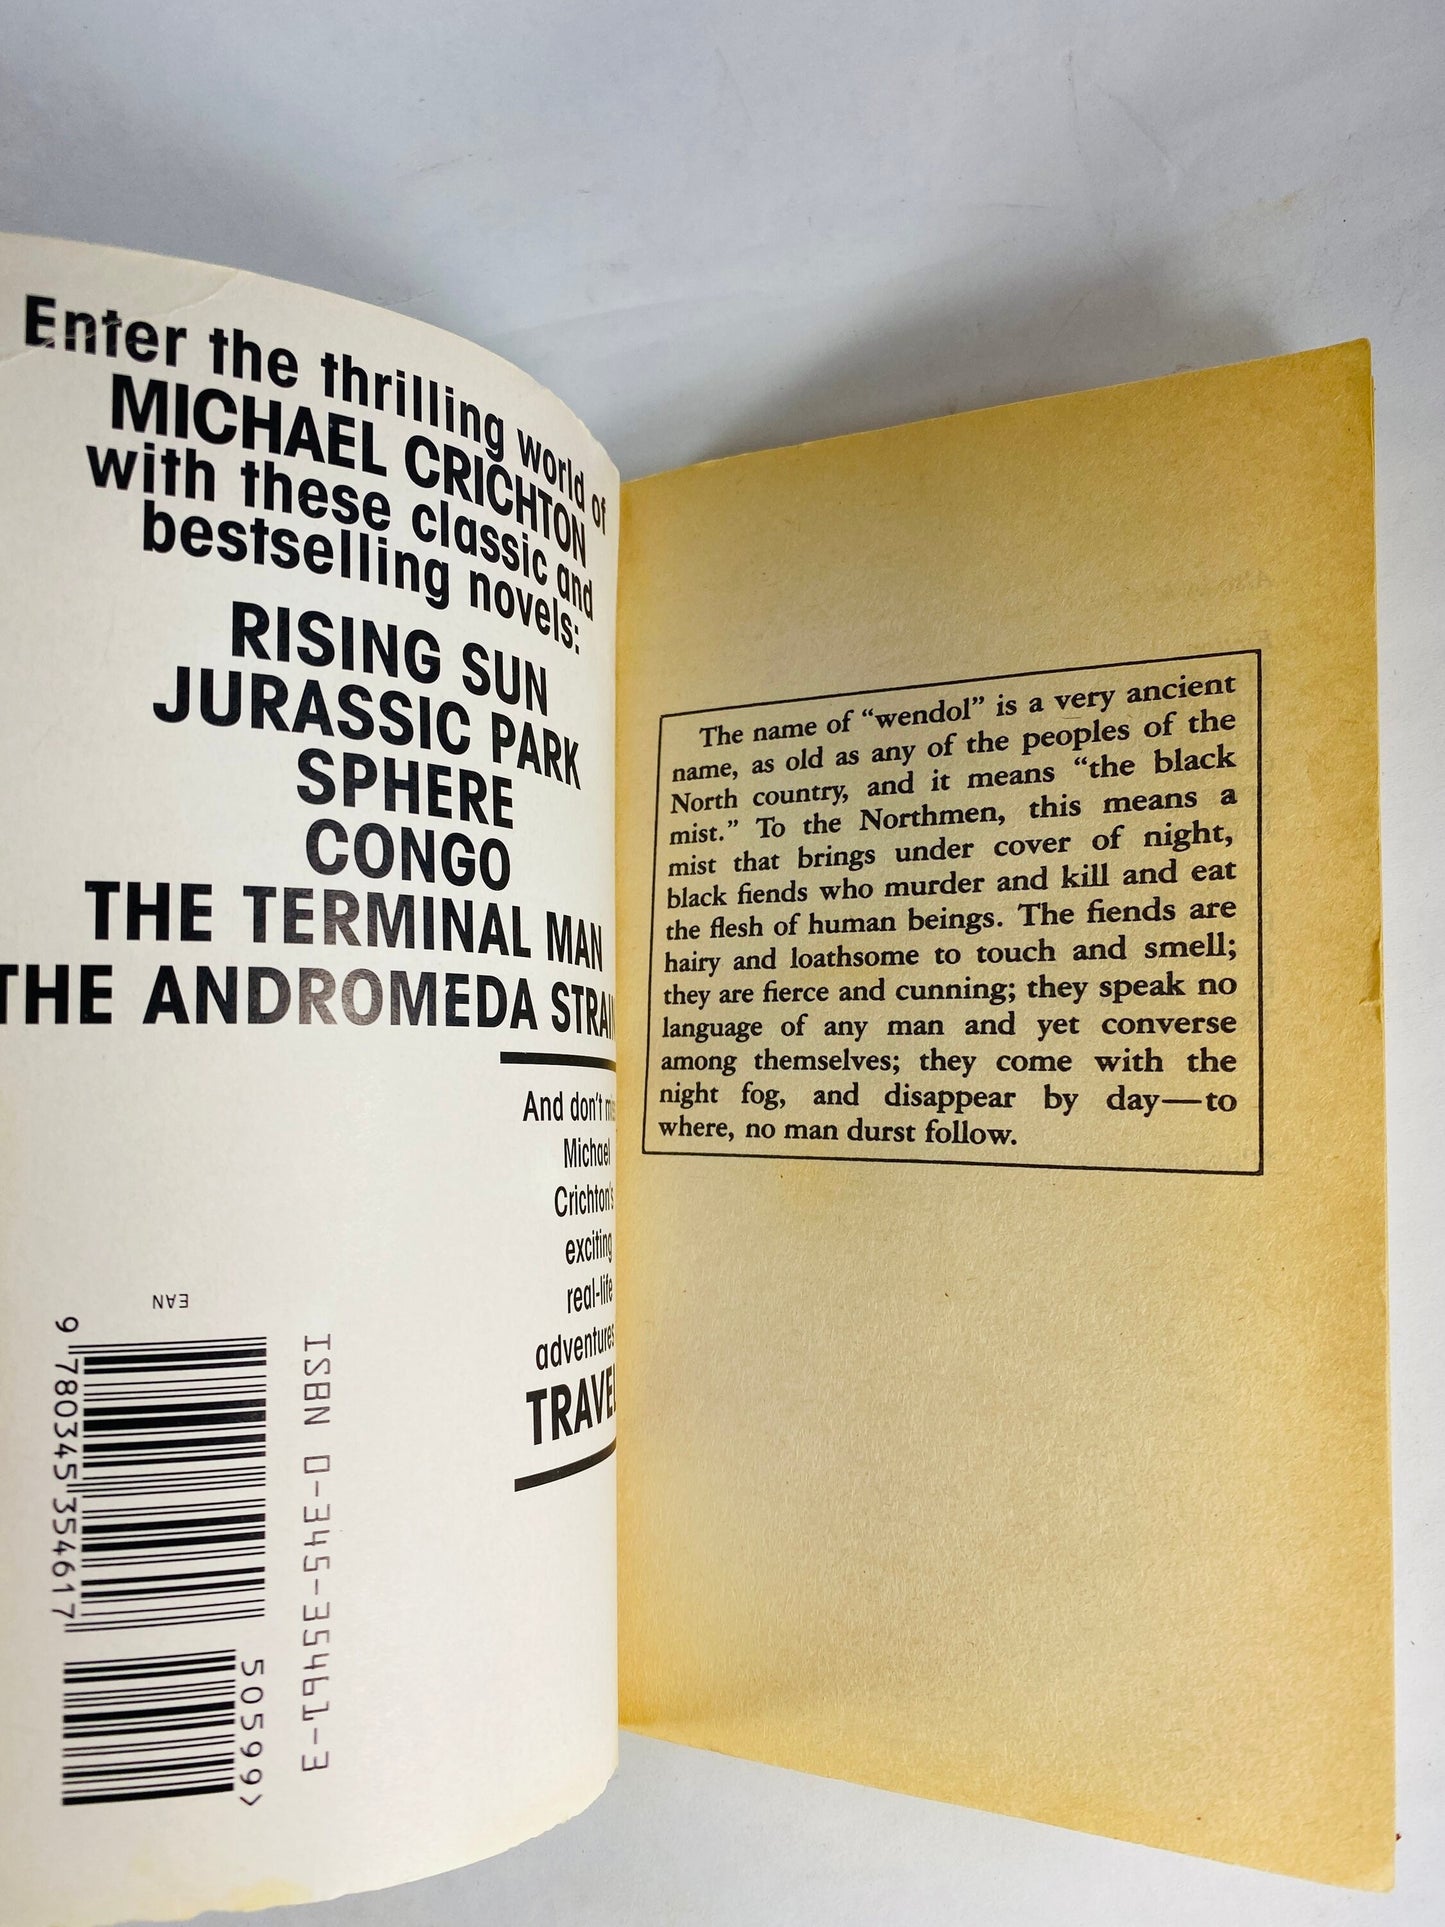 Enter the thrilling world of
MICHAEL CRICHTON
with these classic and
bestselling novels:
RISING SUN
JURASSIC PARK
SPHERE
CONGO
THE TERMINAL MAN
THE ANDROMEDA STRAIN
And don't
Michael
Crichton's
exciting
real-life
adventures
TRAVEL
EAN
9 780345 354617
50599>
ISBN 0-345-35461-3
The name of “wendol” is a very ancient
name, as old as any of the peoples of the
North country, and it means “the black
mist.” To the Northmen, this means a
mist that brings under cover of night,
black fiends who murder and kill and eat
the flesh of human beings. The fiends are
hairy and loathsome to touch and smell;
they are fierce and cunning; they speak no
language of any man and yet converse
among themselves; they come with the
night fog, and disappear by day—to
where, no man durst follow.